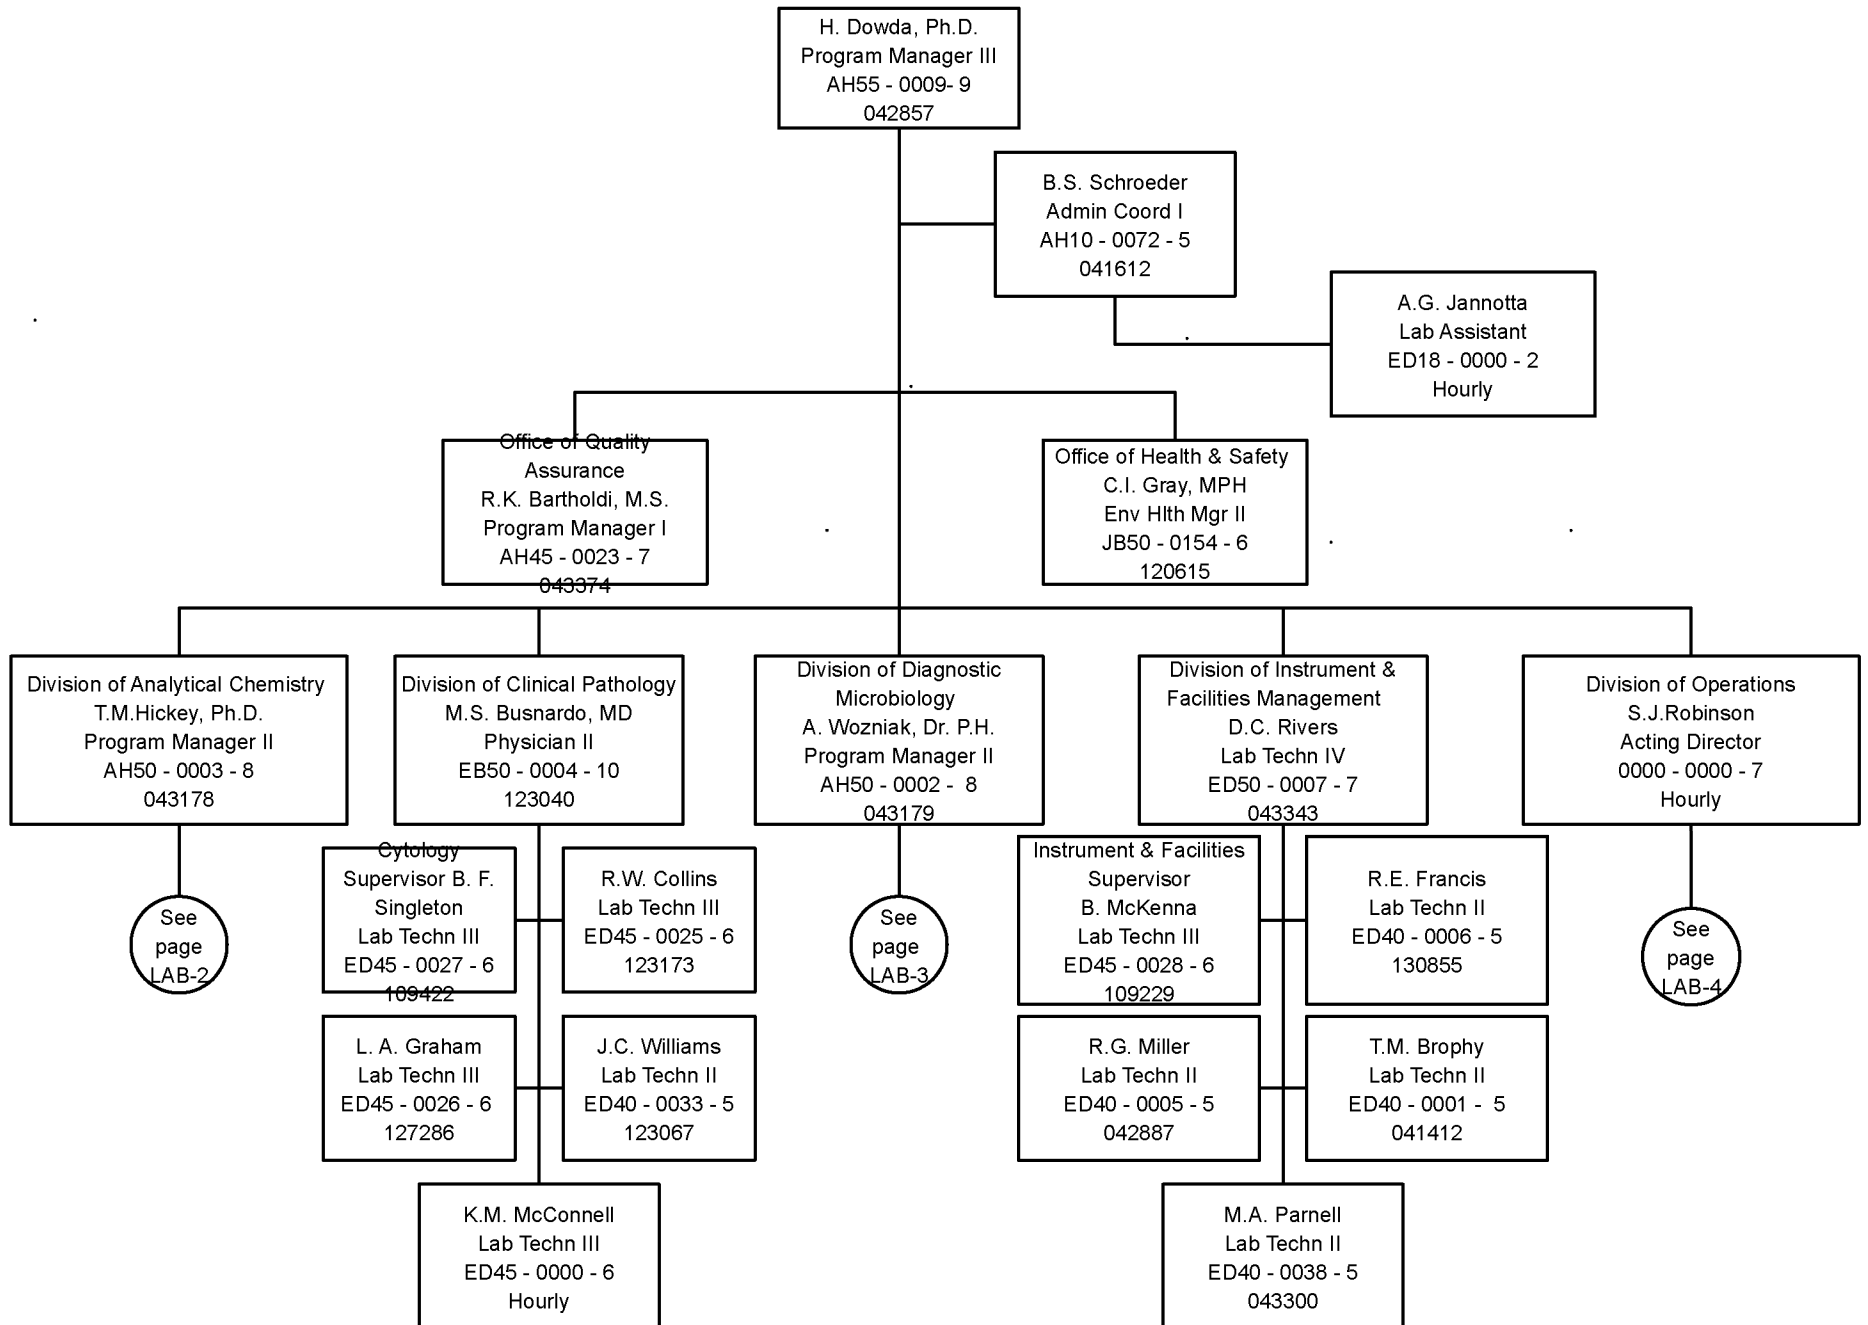 H. Dowda, Ph.D.
Program Manager III
AH55 - 0009- 9
042857
B.S. Schroeder
Admin Coord I
AH10 - 0072 - 5
041612
A.G. Jannotta
Lab Assistant
ED18 - 0000 - 2
Hourly
Office of Quality
Assurance
R.K. Bartholdi, M.S.
Program Manager I
AH45 - 0023 - 7
043374
Office of Health & Safety
C.I. Gray, MPH
Env Hlth Mgr II
JB50 - 0154 - 6
120615
Division of Analytical Chemistry
T.M.Hickey, Ph.D.
Program Manager II
AH50 - 0003 - 8
043178
Division of Clinical Pathology
M.S. Busnardo, MD
Physician II
EB50 - 0004 - 10
123040
Division of Diagnostic
Microbiology
A. Wozniak, Dr. P.H.
Program Manager II
AH50 - 0002 -  8
043179
Division of Instrument &
Facilities Management
D.C. Rivers
Lab Techn IV
ED50 - 0007 - 7
043343
Division of Operations
S.J.Robinson
Acting Director
0000 - 0000 - 7
Hourly
See
page
LAB-2
Cytology
Supervisor B. F.
Singleton
Lab Techn III
ED45 - 0027 - 6
109422
R.W. Collins
Lab Techn III
ED45 - 0025 - 6
123173
See
page
LAB-3
Instrument & Facilities
Supervisor
B. McKenna
Lab Techn III
ED45 - 0028 - 6
109229
R.E. Francis
Lab Techn II
ED40 - 0006 - 5
130855
See
page
LAB-4
L. A. Graham
Lab Techn III
ED45 - 0026 - 6
127286
J.C. Williams
Lab Techn II
ED40 - 0033 - 5
123067
R.G. Miller
Lab Techn II
ED40 - 0005 - 5
042887
T.M. Brophy
Lab Techn II
ED40 - 0001 -  5
041412
K.M. McConnell
Lab Techn III
ED45 - 0000 - 6
Hourly
M.A. Parnell
Lab Techn II
ED40 - 0038 - 5
043300